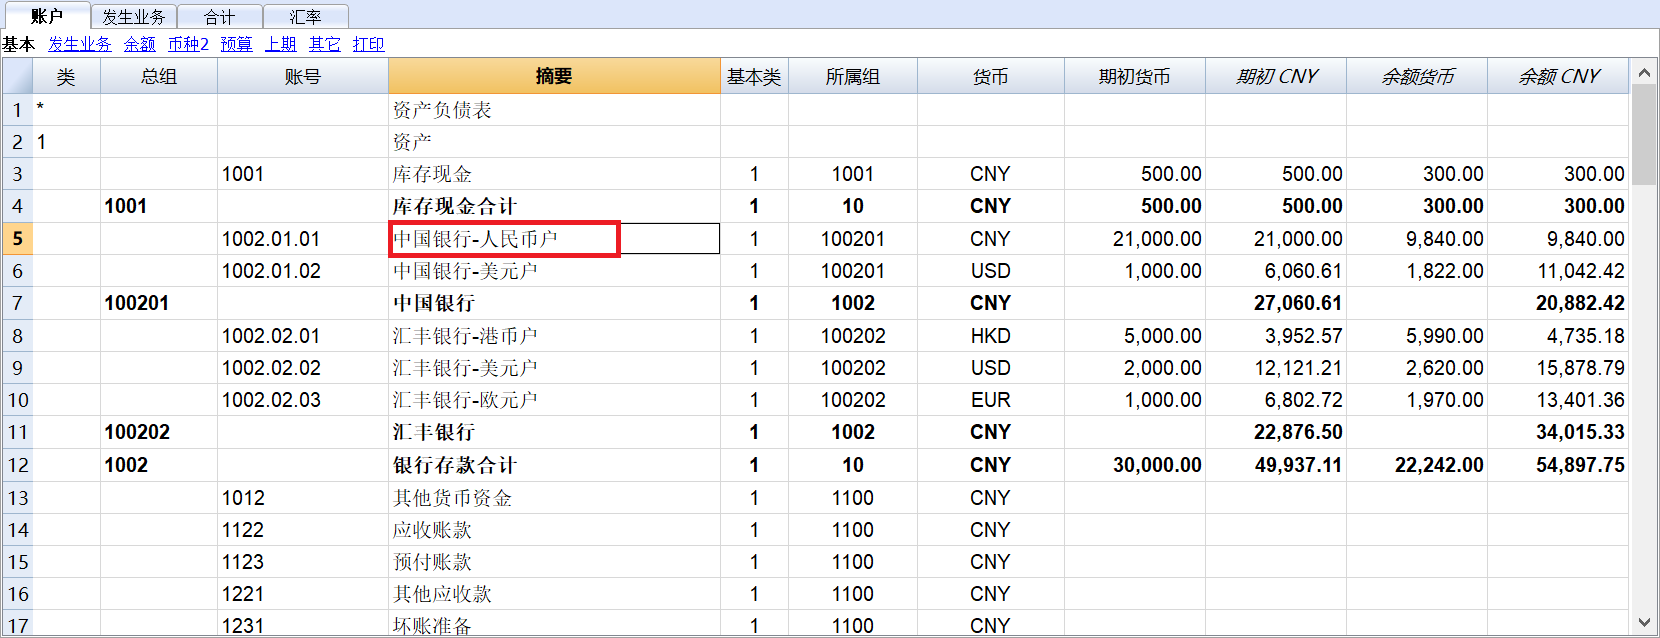 账户 发生业务 合计 汇率
基本 发生业务 余额 币种2 预算 上期 其它 打印
类 总组 账号 摘要 基本类 所属组 货币 期初货币 期初 CNY 余额货币 余额 CNY
1 * 资产负债表
2 1 资产
3 1001 库存现金 1 1001 CNY 500.00 500.00 300.00 300.00
4 1001 库存现金合计 1 10 CNY 500.00 500.00 300.00 300.00
5 1002.01.01 中国银行-人民币户 1 100201 CNY 21,000.00 21,000.00 9,840.00 9,840.00
6 1002.01.02 中国银行-美元户 1 100201 USD 1,000.00 6,060.61 1,822.00 11,042.42
7 100201 中国银行 1 1002 CNY 27,060.61 20,882.42
8 1002.02.01 汇丰银行-港币户 1 100202 HKD 5,000.00 3,952.57 5,990.00 4,735.18
9 1002.02.02 汇丰银行-美元户 1 100202 USD 2,000.00 12,121.21 2,620.00 15,878.79
10 1002.02.03 汇丰银行-欧元户 1 100202 EUR 1,000.00 6,802.72 1,970.00 13,401.36
11 100202 汇丰银行 1 1002 CNY 22,876.50 34,015.33
12 1002 银行存款合计 1 10 CNY 30,000.00 49,937.11 22,242.00 54,897.75
13 1012 其他货币资金 1 1100 CNY
14 1122 应收账款 1 1100 CNY
15 1123 预付账款 1 1100 CNY
16 1221 其他应收款 1 1100 CNY
17 1231 坏账准备 1 1100 CNY